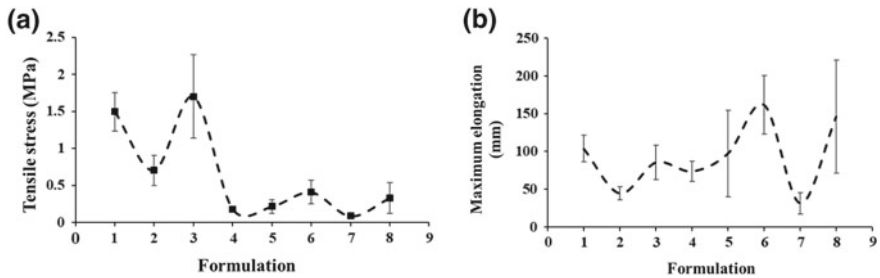 (a)
Tensile stress (MPa)
2.5
2
1.5
1
0.5
0
0 1 2 3 4 5 6 7 8 9
Formulation
(b)
Maximum elongation
(mm)
250
200
150
100
50
0
0 1 2 3 4 5 6 7 8 9
Formulation